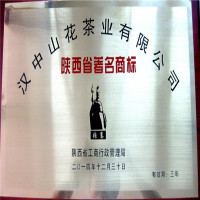 汉中山花茶业有限公司
陕西省著名商标
陕西省工商行政管理局
二〇一四年十二月三十日
有效期：三年